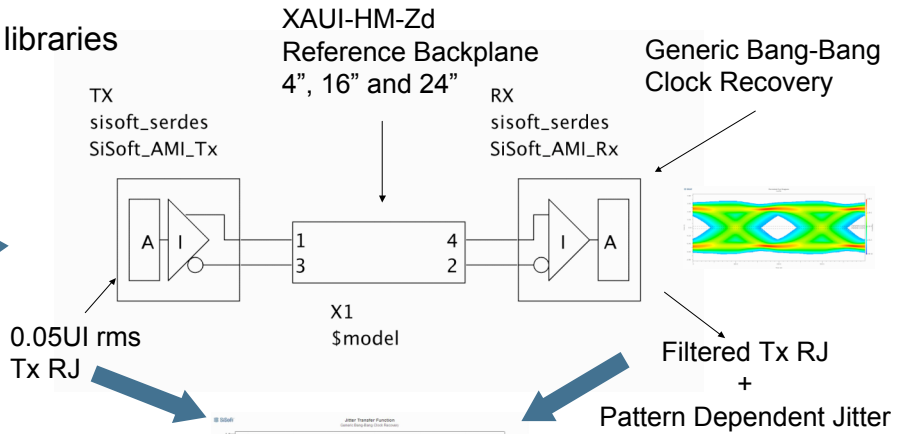 libraries
XAUI-HM-Zd
Reference Backplane
4”, 16” and 24”
Generic Bang-Bang
Clock Recovery
TX
sisoft_serdes
SiSoft_AMI_Tx
RX
sisoft_serdes
SiSoft_AMI_Rx
A I
1 4
3 2
I A
X1
$model
0.05UI rms
Tx RJ
Filtered Tx RJ
+
Pattern Dependent Jitter
SiSoft
Jitter Transfer Function
Generic Bang-Bang Clock Recovery